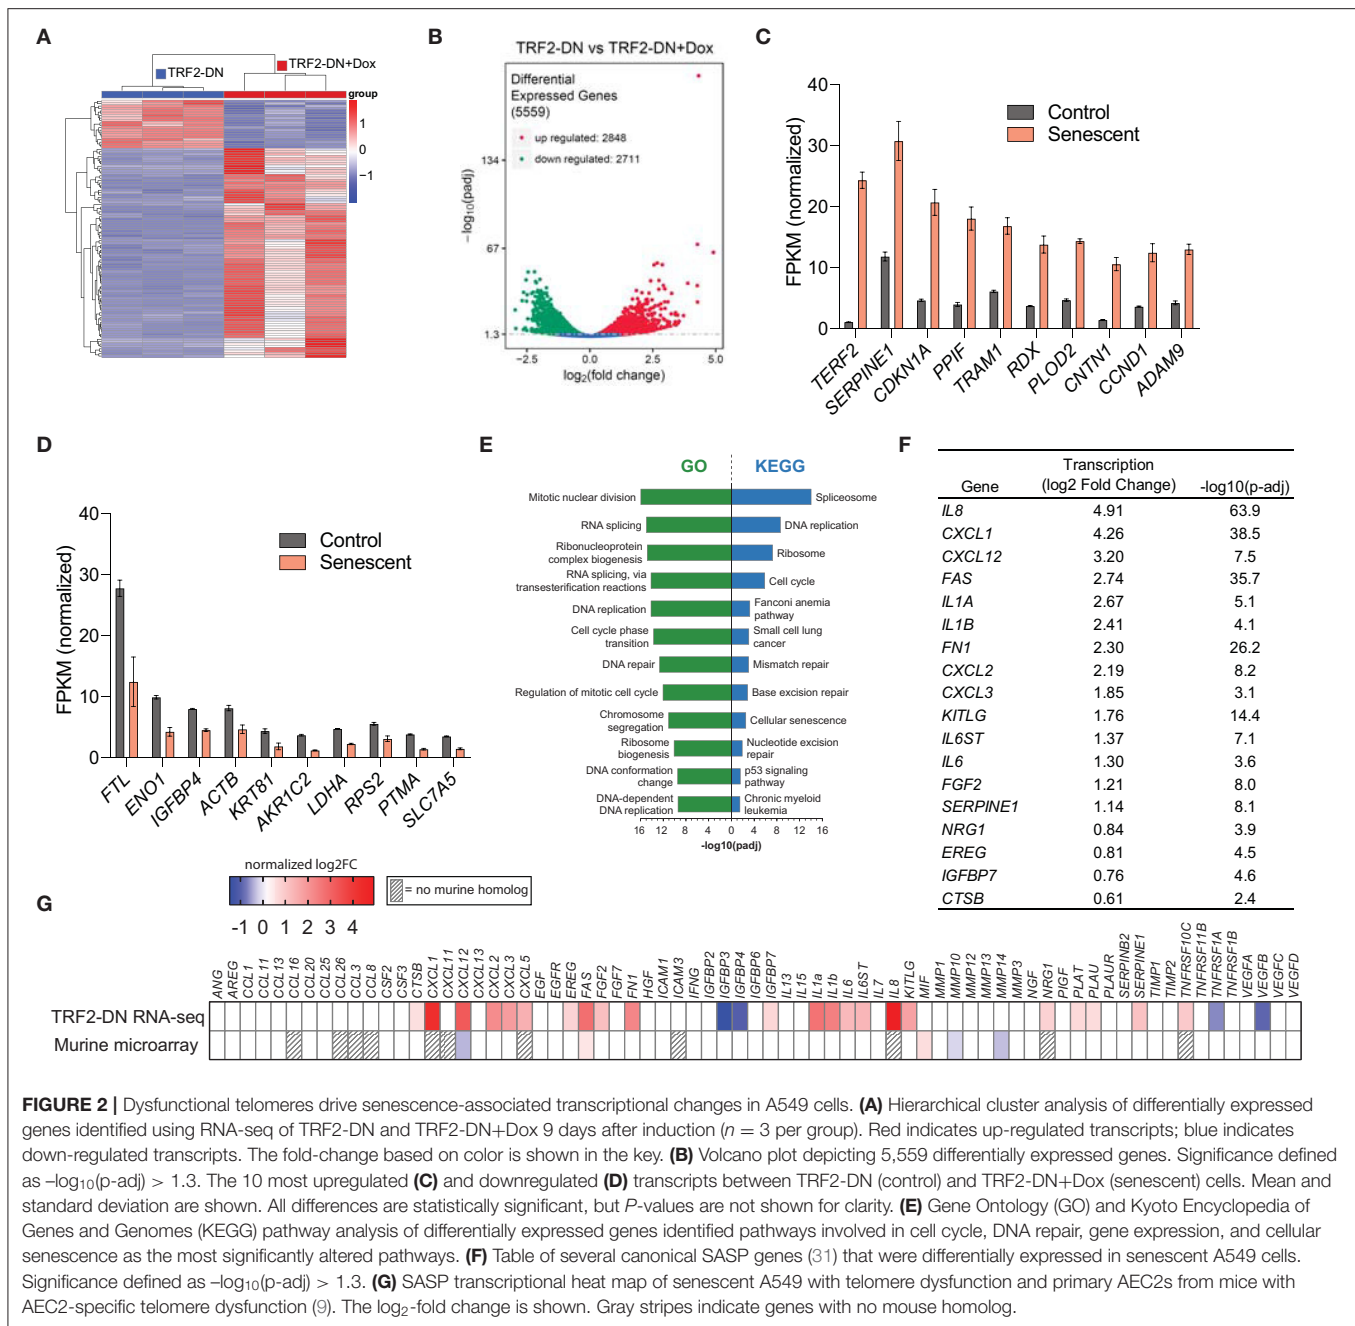 A
TRF2-DN
TRF2-DN+Dox
group
1
0
−1
B
TRF2-DN vs TRF2-DN+Dox
Differential
Expressed Genes
(5559)
up regulated: 2848
down regulated: 2711
134
67
1.3
−log10(padj)
−2.5
0.0
2.5
5.0
log2(fold change)
C
Control
Senescent
FPKM (normalized)
40
30
20
10
0
TERF2
SERPINE1
CDKN1A
PPIF
TRAM1
RDX
PLOD2
CNTN1
CCND1
ADAM9
D
Control
Senescent
FPKM (normalized)
40
30
20
10
0
FTL
ENO1
IGFBP4
ACTB
KRT81
AKR1C2
LDHA
RPS2
PTMA
SLC7A5
E
GO KEGG
Mitotic nuclear division Spliceosome
RNA splicing DNA replication
Ribonucleoprotein
complex biogenesis Ribosome
RNA splicing, via
transesterification reactions Cell cycle
DNA replication Fanconi anemia
pathway
Cell cycle phase
transition Small cell lung
cancer
DNA repair Mismatch repair
Regulation of mitotic cell cycle Base excision repair
Chromosome
segregation Cellular senescence
Ribosome
biogenesis Nucleotide excision
repair
DNA conformation
change p53 signaling
pathway
DNA-dependent
DNA replication Chronic myeloid
leukemia
16 12 8 4 0 4 8 12 16
-log10(padj)
F
Gene Transcription
(log2 Fold Change) -log10(p-adj)
IL8 4.91 63.9
CXCL1 4.26 38.5
CXCL12 3.20 7.5
FAS 2.74 35.7
IL1A 2.67 5.1
IL1B 2.41 4.1
FN1 2.30 26.2
CXCL2 2.19 8.2
CXCL3 1.85 3.1
KITLG 1.76 14.4
IL6ST 1.37 7.1
IL6 1.30 3.6
FGF2 1.21 8.0
SERPINE1 1.14 8.1
NRG1 0.84 3.9
EREG 0.81 4.5
IGFBP7 0.76 4.6
CTSB 0.61 2.4
normalized log2FC
-1 0 1 2 3 4
= no murine homolog
G
ANG
AREG
CCL1
CCL11
CCL13
CCL16
CCL20
CCL25
CCL26
CCL3
CCL8
CSF2
CSF3
CTSB
CXCL1
CXCL11
CXCL12
CXCL13
CXCL2
CXCL3
CXCL5
EGF
EGFR
EREG
FAS
FGF2
FGF7
FN1
HGF
ICAM1
ICAM3
IFNG
IGFBP2
IGFBP3
IGFBP4
IGFBP6
IGFBP7
IL13
IL15
IL1a
IL1b
IL6
IL6ST
IL7
IL8
KITLG
MIF
MMP1
MMP10
MMP12
MMP13
MMP14
MMP3
NGF
NRG1
PIGF
PLAT
PLAU
PLAUR
SERPINB2
SERPINE1
TIMP1
TIMP2
TNFRSF10C
TNFRSF11B
TNFRSF1A
TNFRSF1B
VEGFA
VEGFB
VEGFC
VEGFD
TRF2-DN RNA-seq
Murine microarray
FIGURE 2 | Dysfunctional telomeres drive senescence-associated transcriptional changes in A549 cells. (A) Hierarchical cluster analysis of differentially expressed
genes identified using RNA-seq of TRF2-DN and TRF2-DN+Dox 9 days after induction (n = 3 per group). Red indicates up-regulated transcripts; blue indicates
down-regulated transcripts. The fold-change based on color is shown in the key. (B) Volcano plot depicting 5,559 differentially expressed genes. Significance defined
as –log10(p-adj) > 1.3. The 10 most upregulated (C) and downregulated (D) transcripts between TRF2-DN (control) and TRF2-DN+Dox (senescent) cells. Mean and
standard deviation are shown. All differences are statistically significant, but P-values are not shown for clarity. (E) Gene Ontology (GO) and Kyoto Encyclopedia of
Genes and Genomes (KEGG) pathway analysis of differentially expressed genes identified pathways involved in cell cycle, DNA repair, gene expression, and cellular
senescence as the most significantly altered pathways. (F) Table of several canonical SASP genes (31) that were differentially expressed in senescent A549 cells.
Significance defined as –log10(p-adj) > 1.3. (G) SASP transcriptional heat map of senescent A549 with telomere dysfunction and primary AEC2s from mice with
AEC2-specific telomere dysfunction (9). The log2-fold change is shown. Gray stripes indicate genes with no mouse homolog.